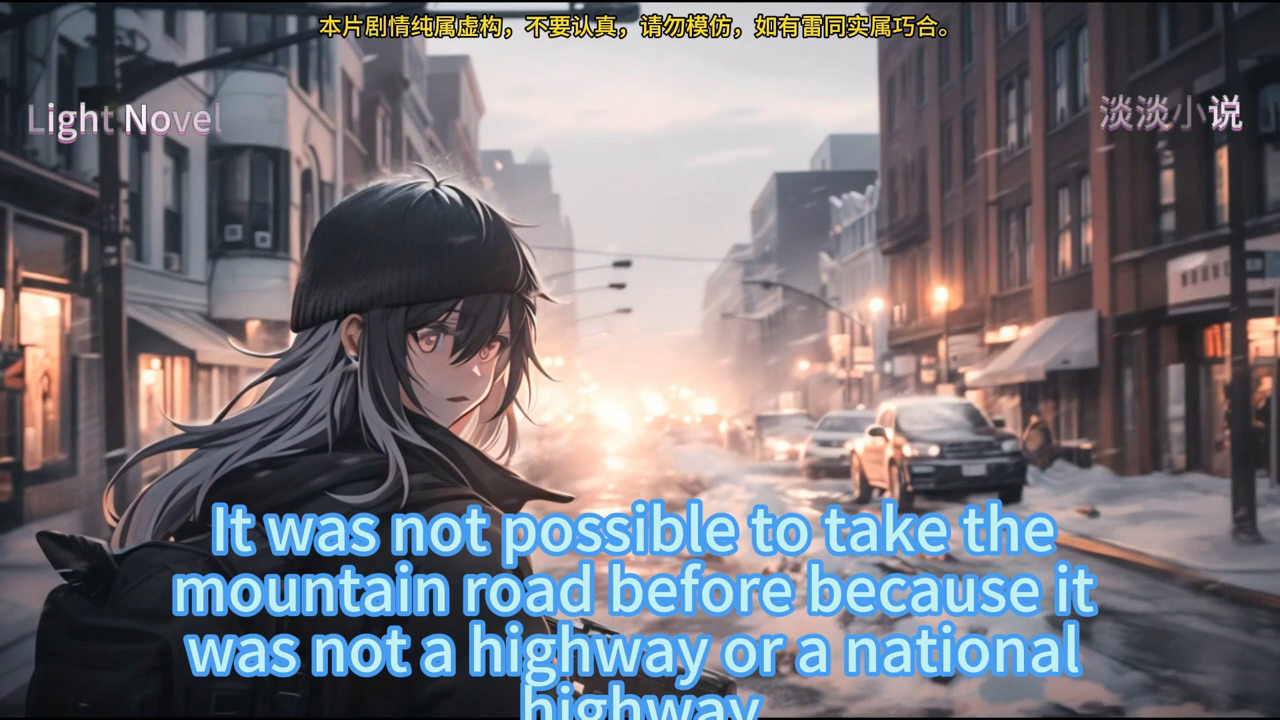 本片剧情纯属虚构，不要认真，请勿模仿，如有雷同实属巧合。
Light Novel
淡淡小说
It was not possible to take the
mountain road before because it
was not a highway or a national
highway